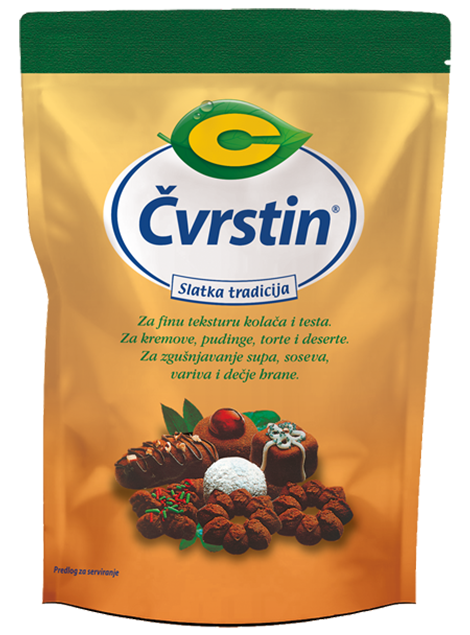 C
Čvrstin®
Slatka tradicija
Za finu teksturu kolača i testa.
Za kremove, pudinge, torte i deserte.
Za zgušnjavanje supa, soseva,
variva i dečje hrane.
Predlog za serviranje